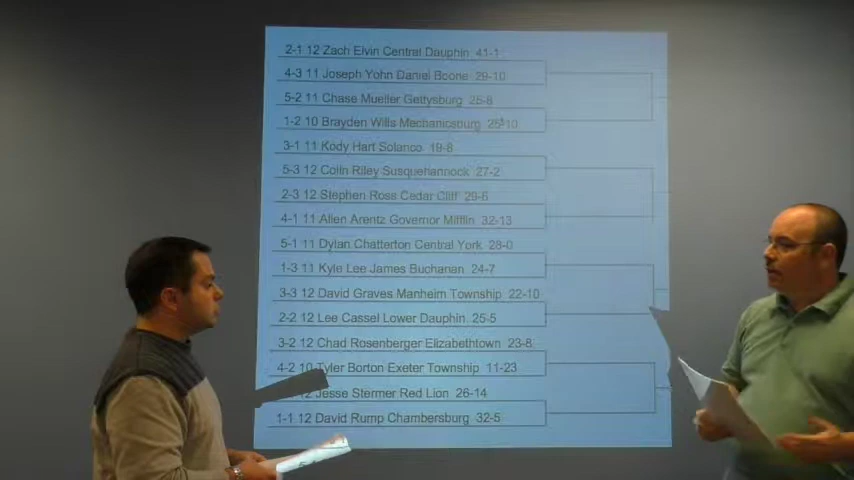 2-1 12 Zach Elvin Central Dauphin 41-1
4-3 11 Joseph Yohn Daniel Boone 29-10
5-2 11 Chase Mueller Gettysburg 25-8
1-2 10 Brayden Wills Mechanicsburg 25-10
3-1 11 Kody Hart Solanco 19-8
5-3 12 Colin Riley Susquehannock 27-2
2-3 12 Stephen Ross Cedar Cliff 29-6
4-1 11 Allen Arentz Governor Mifflin 32-13
5-1 11 Dylan Chatterton Central York 28-0
1-3 11 Kyle Lee James Buchanan 24-7
3-3 12 David Graves Manheim Township 22-10
2-2 12 Lee Cassel Lower Dauphin 25-5
3-2 12 Chad Rosenberger Elizabethtown 23-8
4-2 10 Tyler Borton Exeter Township 11-23
12 Jesse Stermer Red Lion 26-14
1-1 12 David Rump Chambersburg 32-5